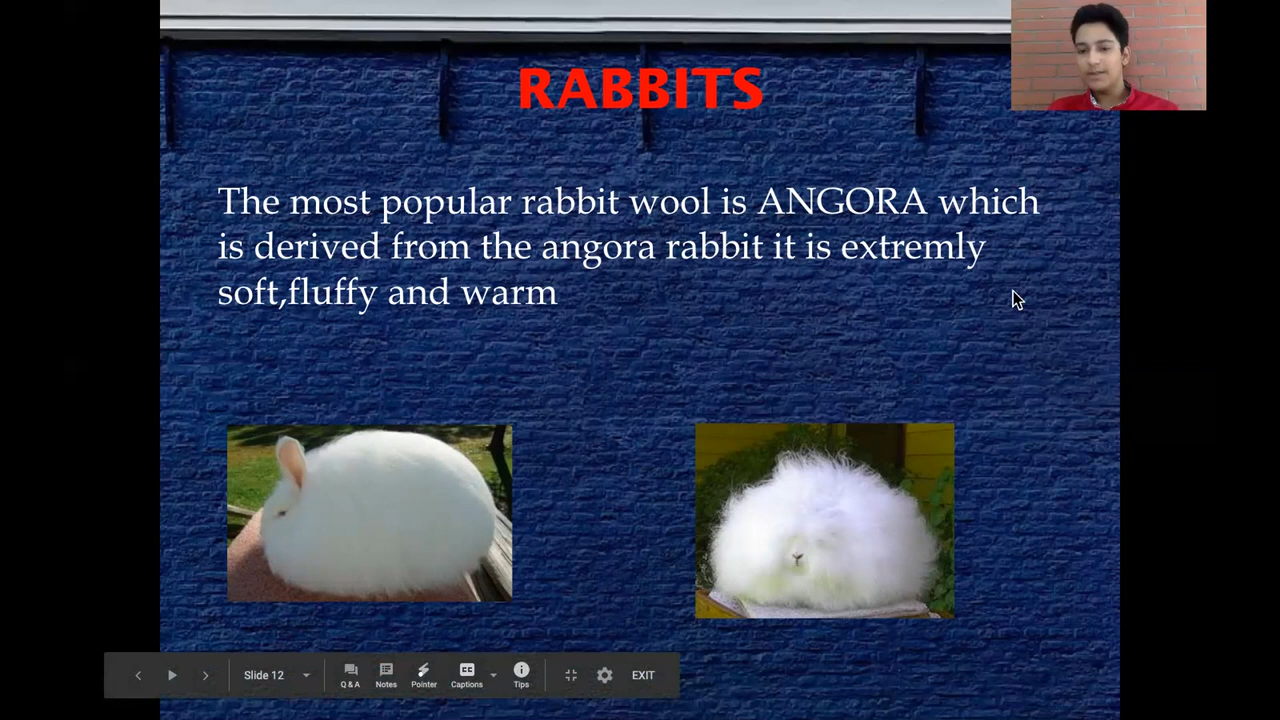 RABBITS
The most popular rabbit wool is ANGORA which
is derived from the angora rabbit it is extremly
soft,fluffy and warm
Slide 12
Q & A
Notes
Pointer
CC
Captions
Tips
EXIT